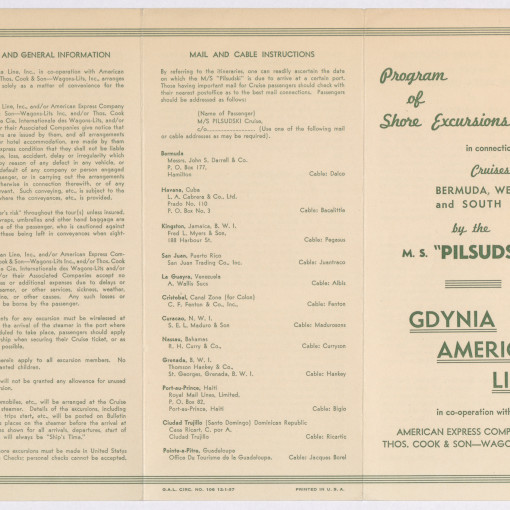 AND GENERAL INFORMATION
a Line, Inc., in co-operation with American
Thos. Cook & Son—Wagons-Lits, Inc., arranges
solely as a matter of convenience for the
Line, Inc., and/or American Express Company
Son—Wagons-Lits Inc. and/or Thos. Cook
Cie. Internationale des Wagons-Lits and/or
their Associated Companies give notice that
are issued by them, and all arrangements
or hotel accommodation, are made by them
express condition that they shall not be liable
loss, accident, delay or irregularity which
by reason of any defect in any vehicle, or
default of any company or person engaged
or in carrying out the arrangements
otherwise in connection therewith, or of any
Such conveying, etc., is subject to the
where the conveyances, etc., is provided.
"r's risk" throughout the tour(s) unless insured.
wraps, umbrellas and other hand baggage are
of the passenger, who is cautioned against
these being left in conveyances when sight-
an Line, Inc., and/or American Express Com-
& Son—Wagons-Lits Inc., and/or Thos. Cook
Cie. Internationale des Wagons-Lits and/or
/or their Associated Companies accept no
or additional expenses due to delays or
steamer, or other services, sickness, weather,
or other causes. Any such losses or
be borne by the passenger.
for any excursion must be wireleased at
the arrival of the steamer in the port where
to take place, passengers should apply
when securing their Cruise ticket, or as
possible.
herein apply to all excursion members. No
children.
will not be granted any allowance for unused
etc., will be arranged at the Cruise
steamer. Details of the excursions, including
trips start, etc., will be posted on Bulletin
places on the steamer before the arrival at
shown for all arrivals, departures, start of
will always be "Ship's Time."
excursions must be made in United States
Checks; personal checks cannot be accepted.
MAIL AND CABLE INSTRUCTIONS
By referring to the itineraries, one can readily ascertain the date
on which the M/S "Pilsudski" is due to arrive at a certain port.
Those having important mail for Cruise passengers should check with
their nearest postoffice as to the best mail connections. Passengers
should be addressed as follows:
(Name of Passenger)
M/S PILSUDSKI Cruise,
c/o (Use one of the following mail
or cable addresses as may be required).
Bermuda
Messrs. John S. Darrell & Co.
P. O. Box 177,
Hamilton Cable: Dalco
Havana, Cuba
L. A. Cabrera & Co., Ltd.
Prado No. 110
P. O. Box No. 3 Cable: Bacalittle
Kingston, Jamaica, B. W. I.
Fred L. Myers & Son,
188 Harbour St. Cable: Pegasus
San Juan, Puerto Rico
San Juan Trading Co., Inc. Cable: Juantraco
La Guayra, Venezuela
A. Wallis Sucs Cable: Albis
Cristobal, Canal Zone (for Colon)
C. F. Fenton & Co., Inc. Cable: Fenton
Curacao, N. W. I.
S. E. L. Maduro & Son Cable: Madurosons
Nassau, Bahamas
R. H. Curry & Co., Cable: Curryson
Grenada, B. W. I.
Thomson Hankey & Co.
St. Georges, Grenada, B. W. I. Cable: Hankey
Port-au-Prince, Haiti
Royal Mail Lines, Limited,
P. O. Box 82,
Port-au-Prince, Haiti Cable: Bigio
Ciudad Trujillo (Santo Domingo) Dominican Republic
Casa Ricart, C. por A.
Ciudad Trujillo Cable: Ricartic
Pointe-a-Pitre, Guadeloupe
Office Du Tourisme de la Guadeloupe. Cable: Jacques Borel
G.A.L. CIRC. NO. 108 15-1-37 PRINTED IN U. S. A.
Program
of
Shore Excursions
in connectio
Cruises
BERMUDA, WE
and SOUTH
by the
M. S. "PILSUDS
GDYNIA
AMERIC
LI
in co-operation with
AMERICAN EXPRESS COMP
THOS. COOK & SON—WAGO